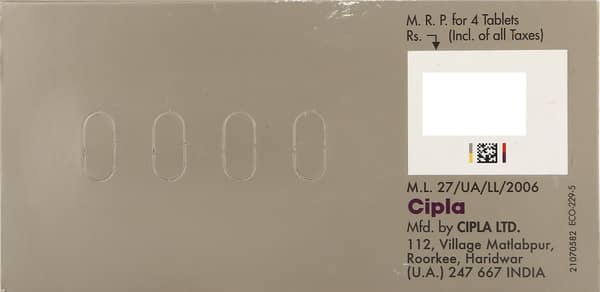 M. R. P. for 4 Tablets
Rs. (Incl. of all Taxes)
M.L. 27/UA/LL/2006
Cipla
Mfd. by CIPLA LTD.
112, Village Matlabpur,
Roorkee, Haridwar
(U.A.) 247 667 INDIA
21070582 ECO-229-5